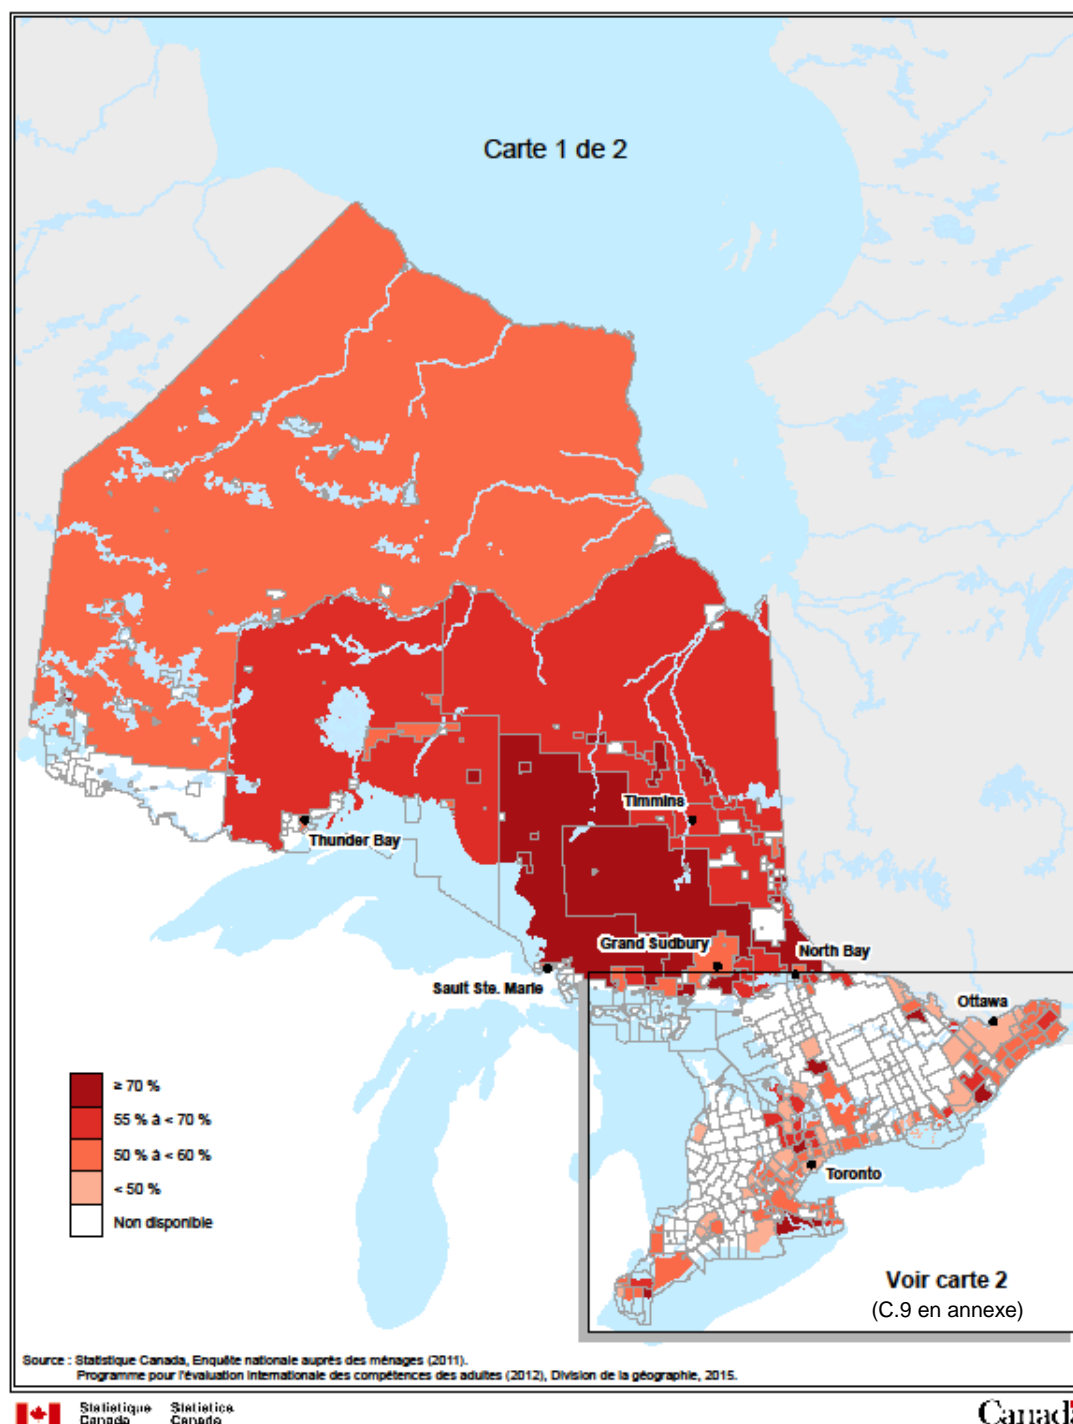 Carte 1 de 2
Timmins
Thunder Bay
Grand Sudbury
North Bay
Sault Ste. Marie
Ottawa
≥ 70 %
55 % à < 70 %
50 % à < 60 %
< 50 %
Non disponible
Toronto
Voir carte 2
(C.9 en annexe)
Source : Statistique Canada, Enquête nationale auprès des ménages (2011).
Programme pour l'évaluation internationale des compétences des adultes (2012), Division de la géographie, 2015.
Statistique Statistics
Canada Canada
Canad